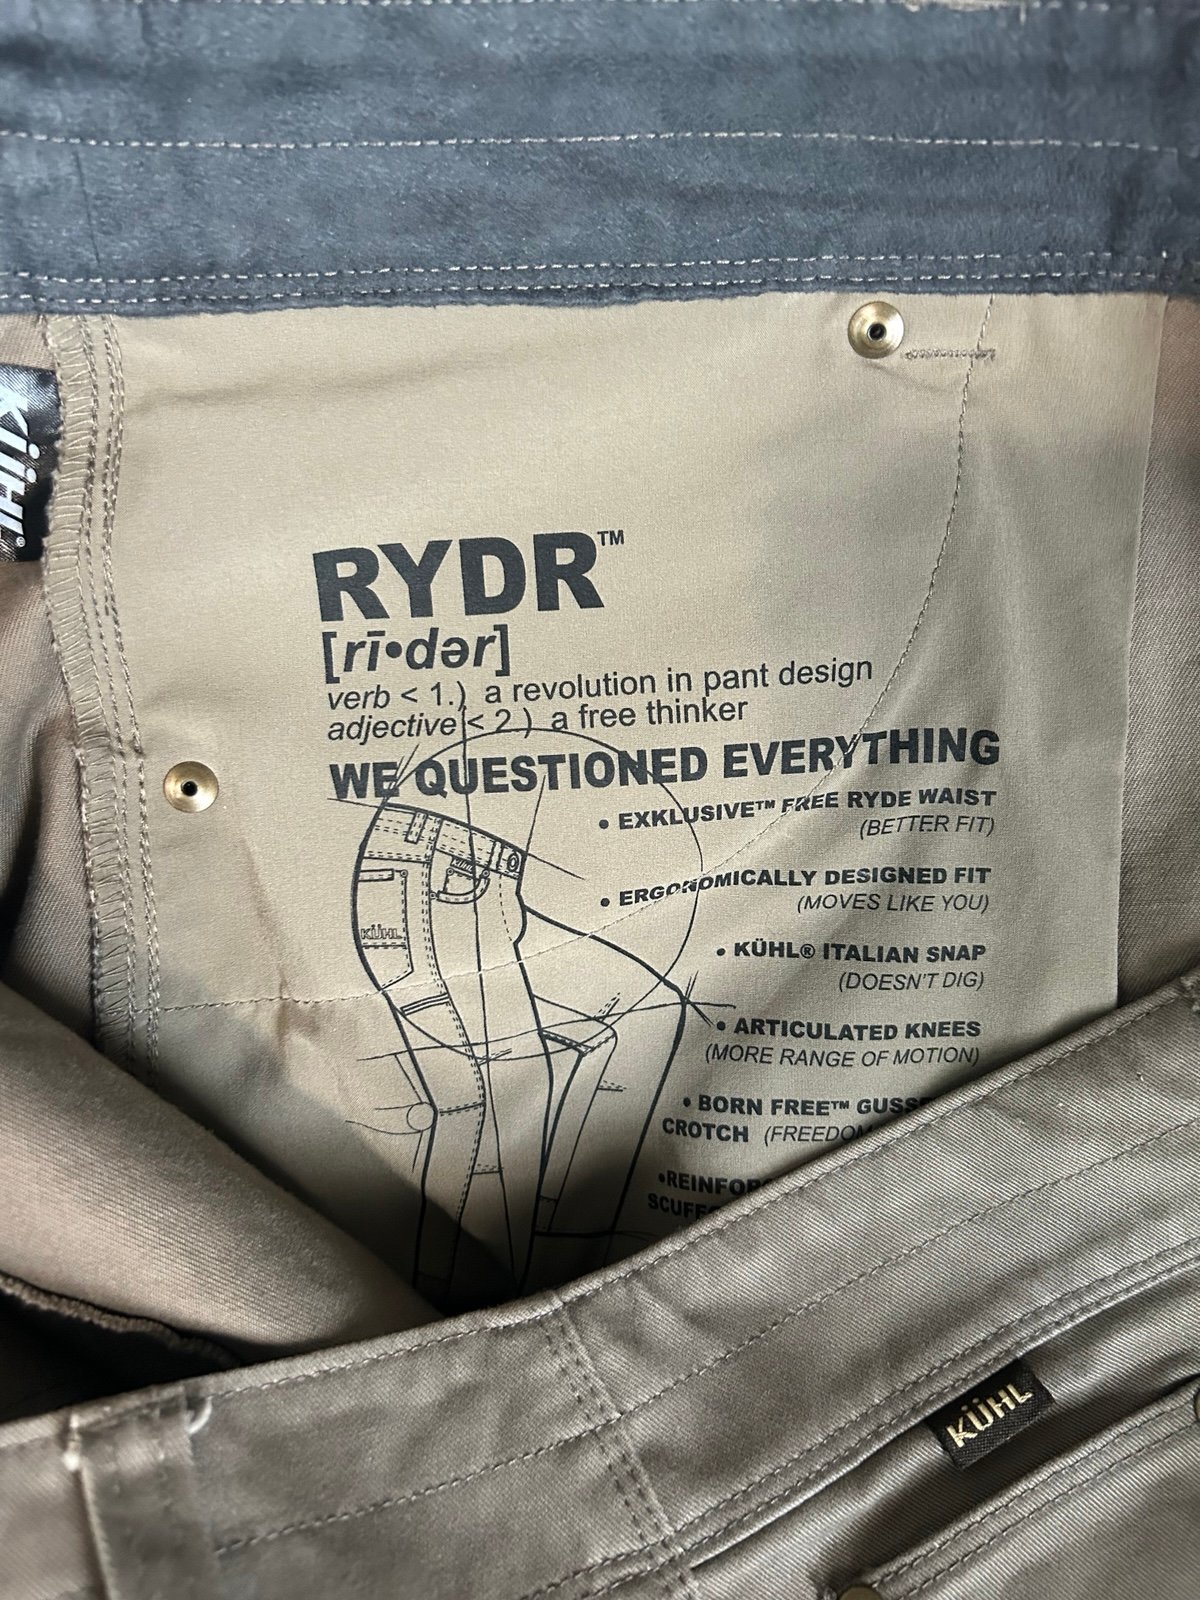 KÜHL®
RYDR™
[rī•dər]
verb < 1.) a revolution in pant design
adjective < 2 ) a free thinker
WE QUESTIONED EVERYTHING
• EXKLUSIVE™ FREE RYDE WAIST
(BETTER FIT)
• ERGONOMICALLY DESIGNED FIT
(MOVES LIKE YOU)
• KÜHL® ITALIAN SNAP
(DOESN'T DIG)
• ARTICULATED KNEES
(MORE RANGE OF MOTION)
• BORN FREE™
CROTCH
KÜHL
KÜHL
KÜHL